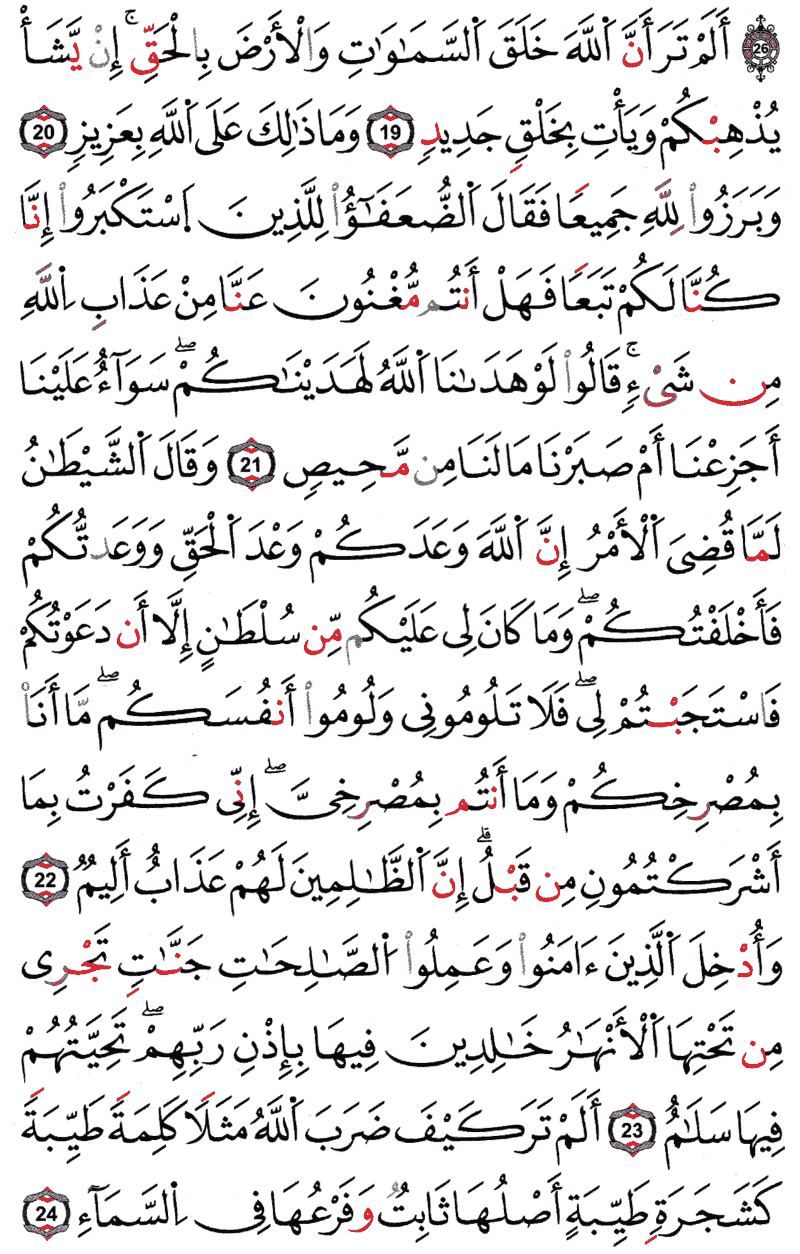 26 أَلَمْ تَرَ أَنَّ ٱللَّهَ خَلَقَ ٱلسَّمَٰوَٰتِ وَٱلْأَرْضَ بِٱلْحَقِّ ۚ إِنْ يَّشَأْ
يُذْهِبْكُمْ وَيَأْتِ بِخَلْقٍ جَدِيدٍ 19 وَمَا ذَٰلِكَ عَلَى ٱللَّهِ بِعَزِيزٍ 20
وَبَرَزُوا۟ لِلَّهِ جَمِيعًا فَقَالَ ٱلضُّعَفَٰٓؤُا۟ لِلَّذِينَ ٱسْتَكْبَرُوٓا۟ إِنَّا
كُنَّا لَكُمْ تَبَعًا فَهَلْ أَنتُم مُّغْنُونَ عَنَّا مِنْ عَذَابِ ٱللَّهِ
مِن شَىْءٍ ۚ قَالُوا۟ لَوْ هَدَىٰنَا ٱللَّهُ لَهَدَيْنَٰكُمْ ۖ سَوَآءٌ عَلَيْنَا
أَجَزِعْنَا أَمْ صَبَرْنَا مَا لَنَا مِن مَّحِيصٍ 21 وَقَالَ ٱلشَّيْطَٰنُ
لَمَّا قُضِىَ ٱلْأَمْرُ إِنَّ ٱللَّهَ وَعَدَكُمْ وَعْدَ ٱلْحَقِّ وَوَعَدتُّكُمْ
فَأَخْلَفْتُكُمْ ۖ وَمَا كَانَ لِى عَلَيْكُم مِّن سُلْطَٰنٍ إِلَّا أَن دَعَوْتُكُمْ
فَٱسْتَجَبْتُمْ لِى ۖ فَلَا تَلُومُونِى وَلُومُوا۟ أَنفُسَكُم ۖ مَّا أَنَا۠
بِمُصْرِخِكُمْ وَمَا أَنتُم بِمُصْرِخِىَّ ۖ إِنِّى كَفَرْتُ بِمَا
أَشْرَكْتُمُونِ مِن قَبْلُ ۗ إِنَّ ٱلظَّٰلِمِينَ لَهُمْ عَذَابٌ أَلِيمٌ 22
وَأُدْخِلَ ٱلَّذِينَ ءَامَنُوا۟ وَعَمِلُوا۟ ٱلصَّٰلِحَٰتِ جَنَّٰتٍ تَجْرِى
مِن تَحْتِهَا ٱلْأَنْهَٰرُ خَٰلِدِينَ فِيهَا بِإِذْنِ رَبِّهِمْ ۖ تَحِيَّتُهُمْ
فِيهَا سَلَٰمٌ 23 أَلَمْ تَرَ كَيْفَ ضَرَبَ ٱللَّهُ مَثَلًا كَلِمَةً طَيِّبَةً
كَشَجَرَةٍ طَيِّبَةٍ أَصْلُهَا ثَابِتٌ وَفَرْعُهَا فِى ٱلسَّمَآءِ 24